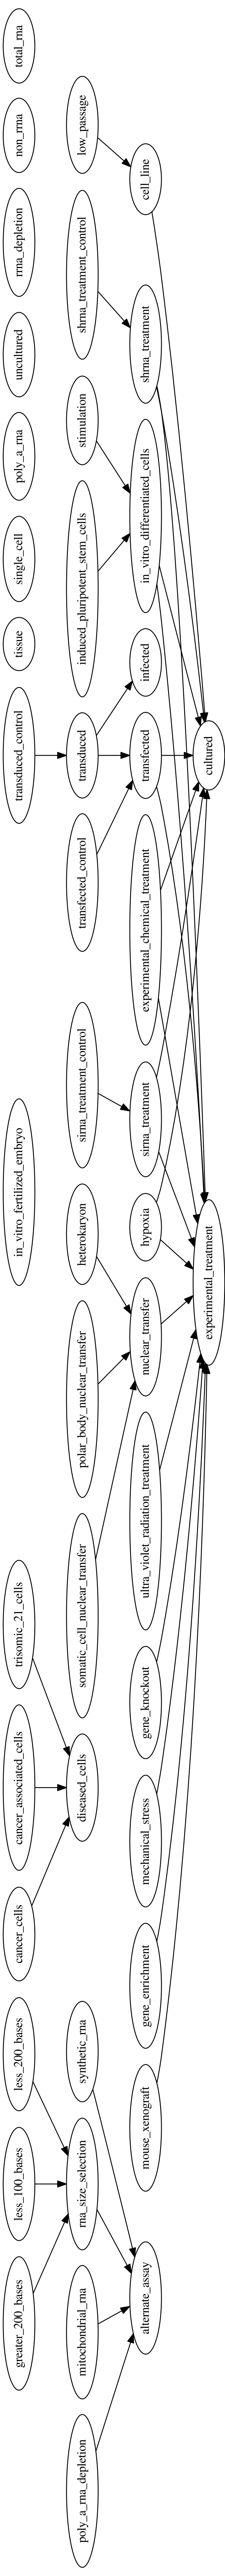 total_rna
non_rrna
rrna_depletion
uncultured
poly_a_rna
single_cell
tissue
transduced_control
in_vitro_fertilized_embryo
trisomic_21_cells
cancer_associated_cells
cancer_cells
less_200_bases
less_100_bases
greater_200_bases
low_passage
shrna_treatment_control
stimulation
induced_pluripotent_stem_cells
transduced
transfected_control
sirna_treatment_control
heterokaryon
polar_body_nuclear_transfer
somatic_cell_nuclear_transfer
diseased_cells
synthetic_rna
rna_size_selection
mitochondrial_rna
poly_a_rna_depletion
cell_line
shrna_treatment
in_vitro_differentiated_cells
infected
transfected
experimental_chemical_treatment
sirna_treatment
hypoxia
nuclear_transfer
ultra_violet_radiation_treatment
gene_knockout
mechanical_stress
gene_enrichment
mouse_xenograft
alternate_assay
cultured
experimental_treatment